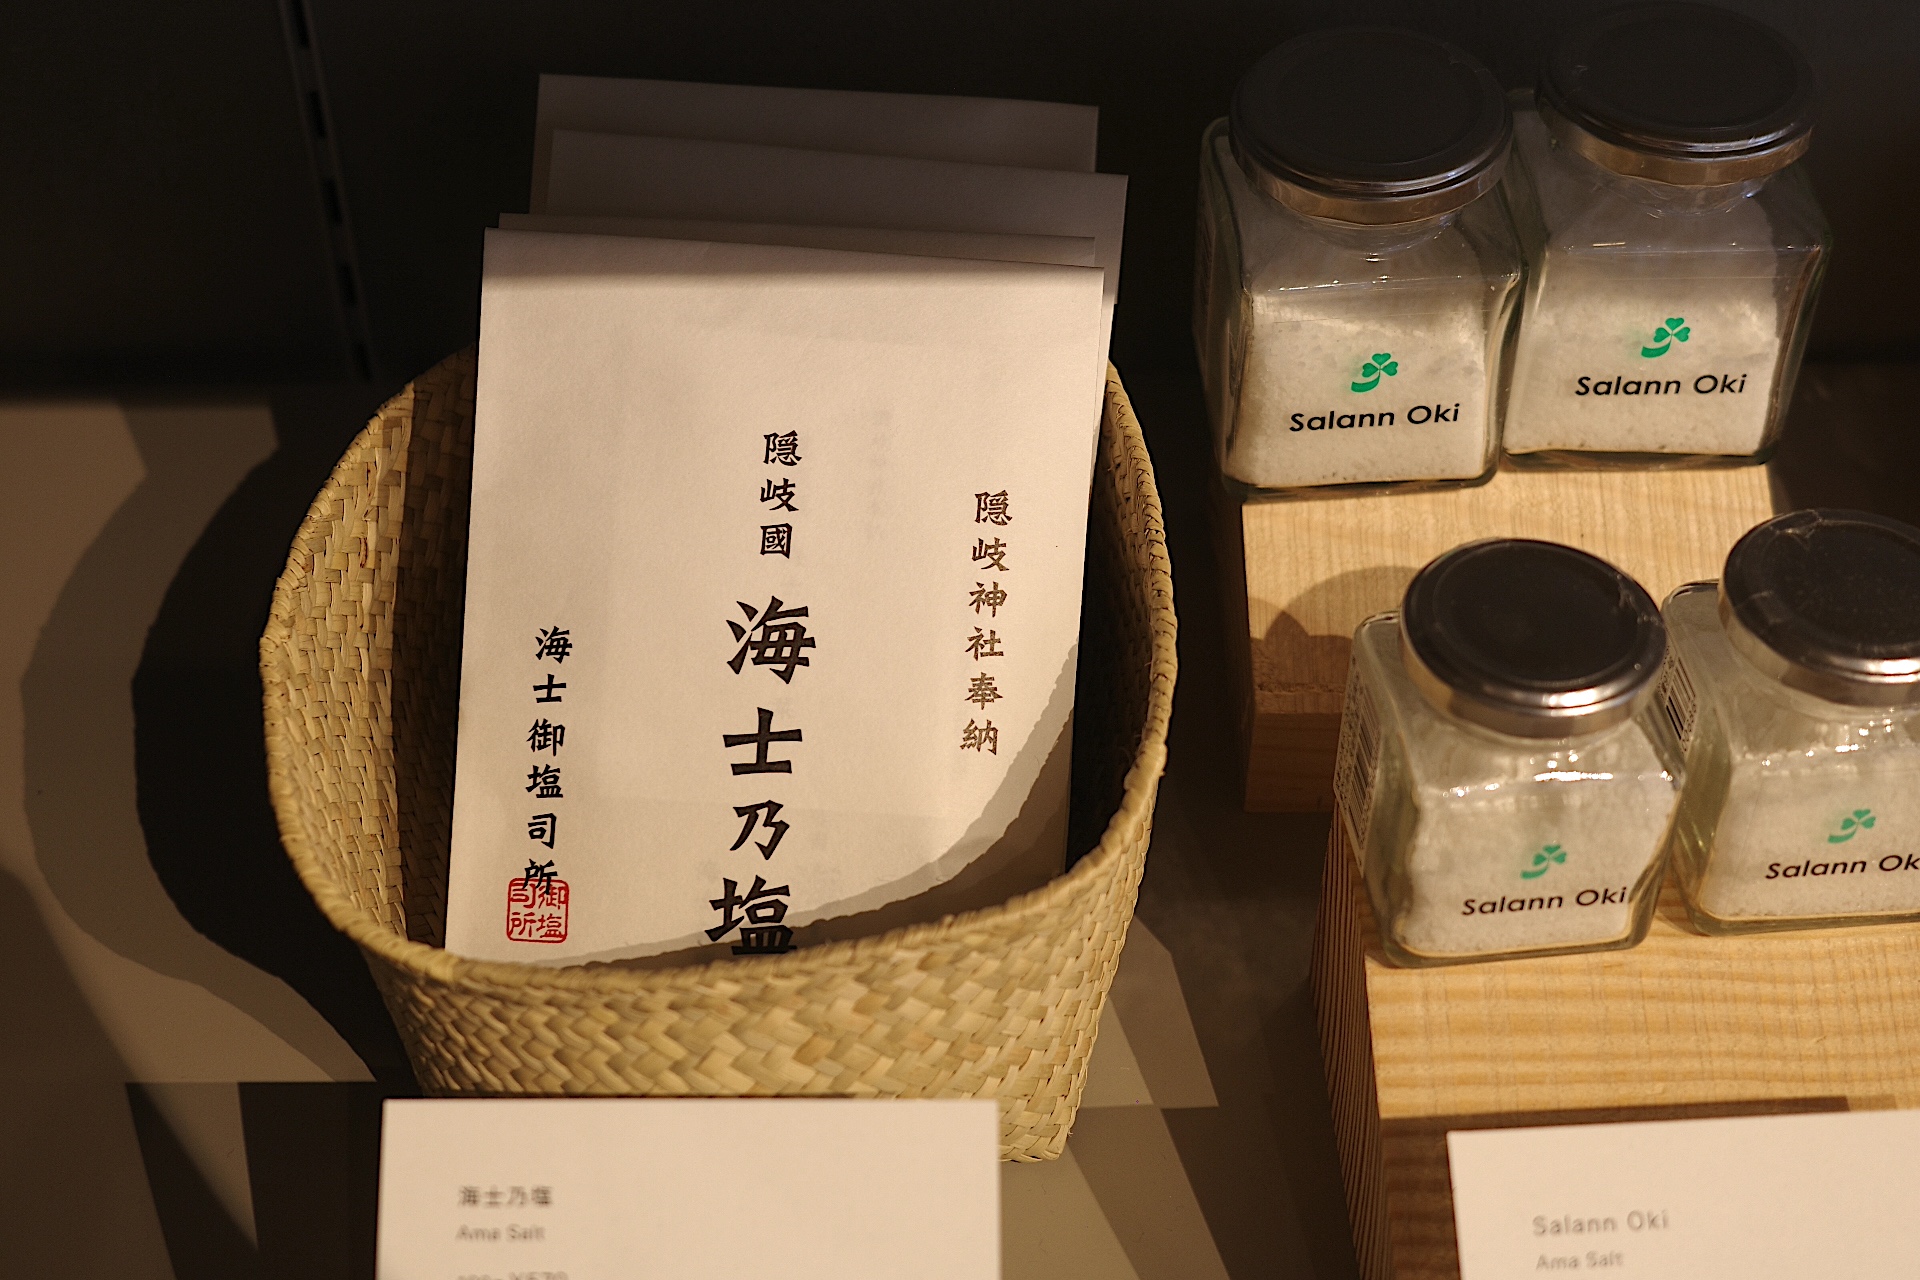 隠岐神社奉納
隠岐國
海士乃塩
海士御塩司所
御塩
司所
Salann Oki
Salann Oki
Salann Oki
Salann Ok
海士乃塩
Ama Salt
Salann Oki
Ama Salt